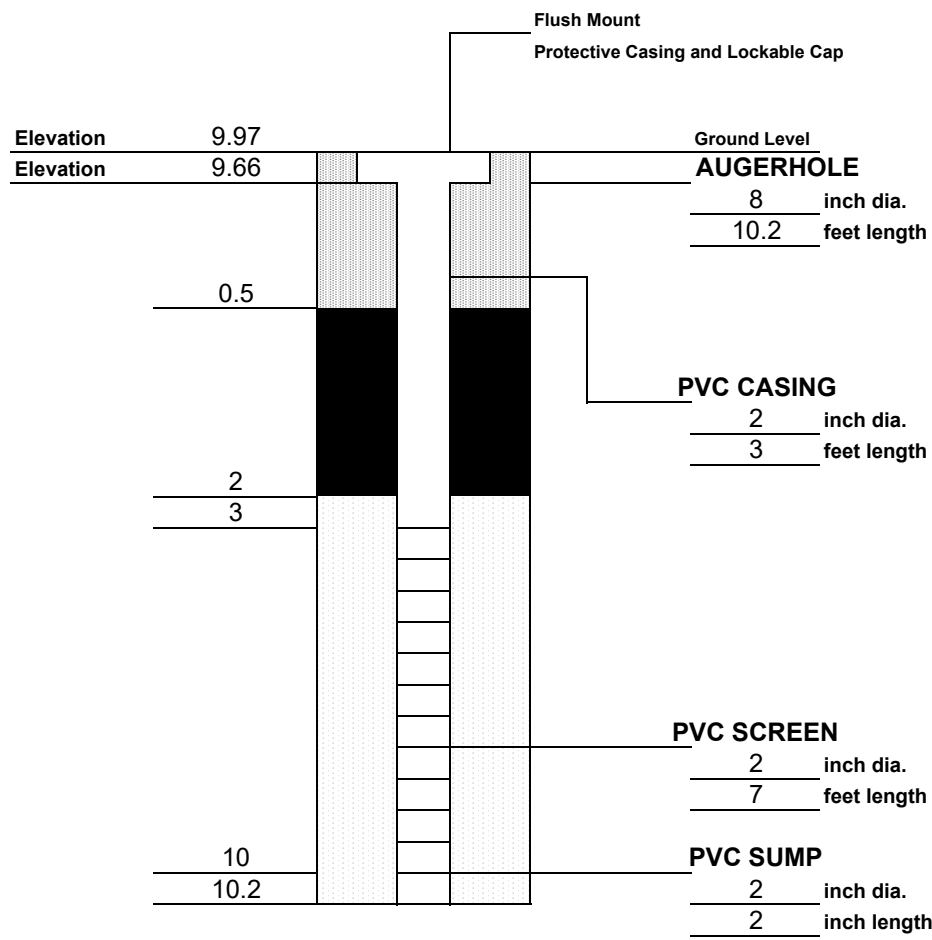 Flush Mount
Protective Casing and Lockable Cap
Elevation 9.97 Ground Level
Elevation 9.66 AUGERHOLE
8 inch dia.
10.2 feet length
0.5
PVC CASING
2 inch dia.
3 feet length
2
3
PVC SCREEN
2 inch dia.
7 feet length
10 PVC SUMP
10.2 2 inch dia.
2 inch length